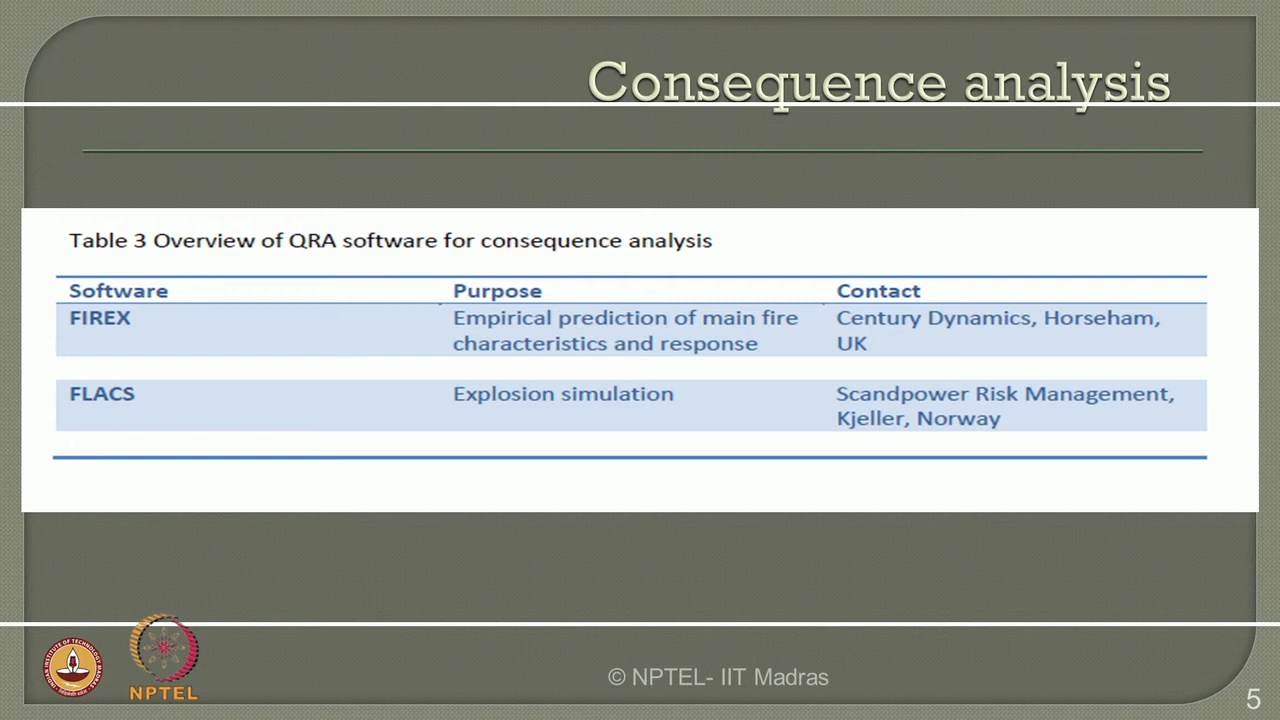 Consequence analysis
Table 3 Overview of QRA software for consequence analysis
Software Purpose Contact
FIREX Empirical prediction of main fire Century Dynamics, Horseham,
characteristics and response UK
FLACS Explosion simulation Scandpower Risk Management,
Kjeller, Norway
NPTEL
© NPTEL- IIT Madras
5